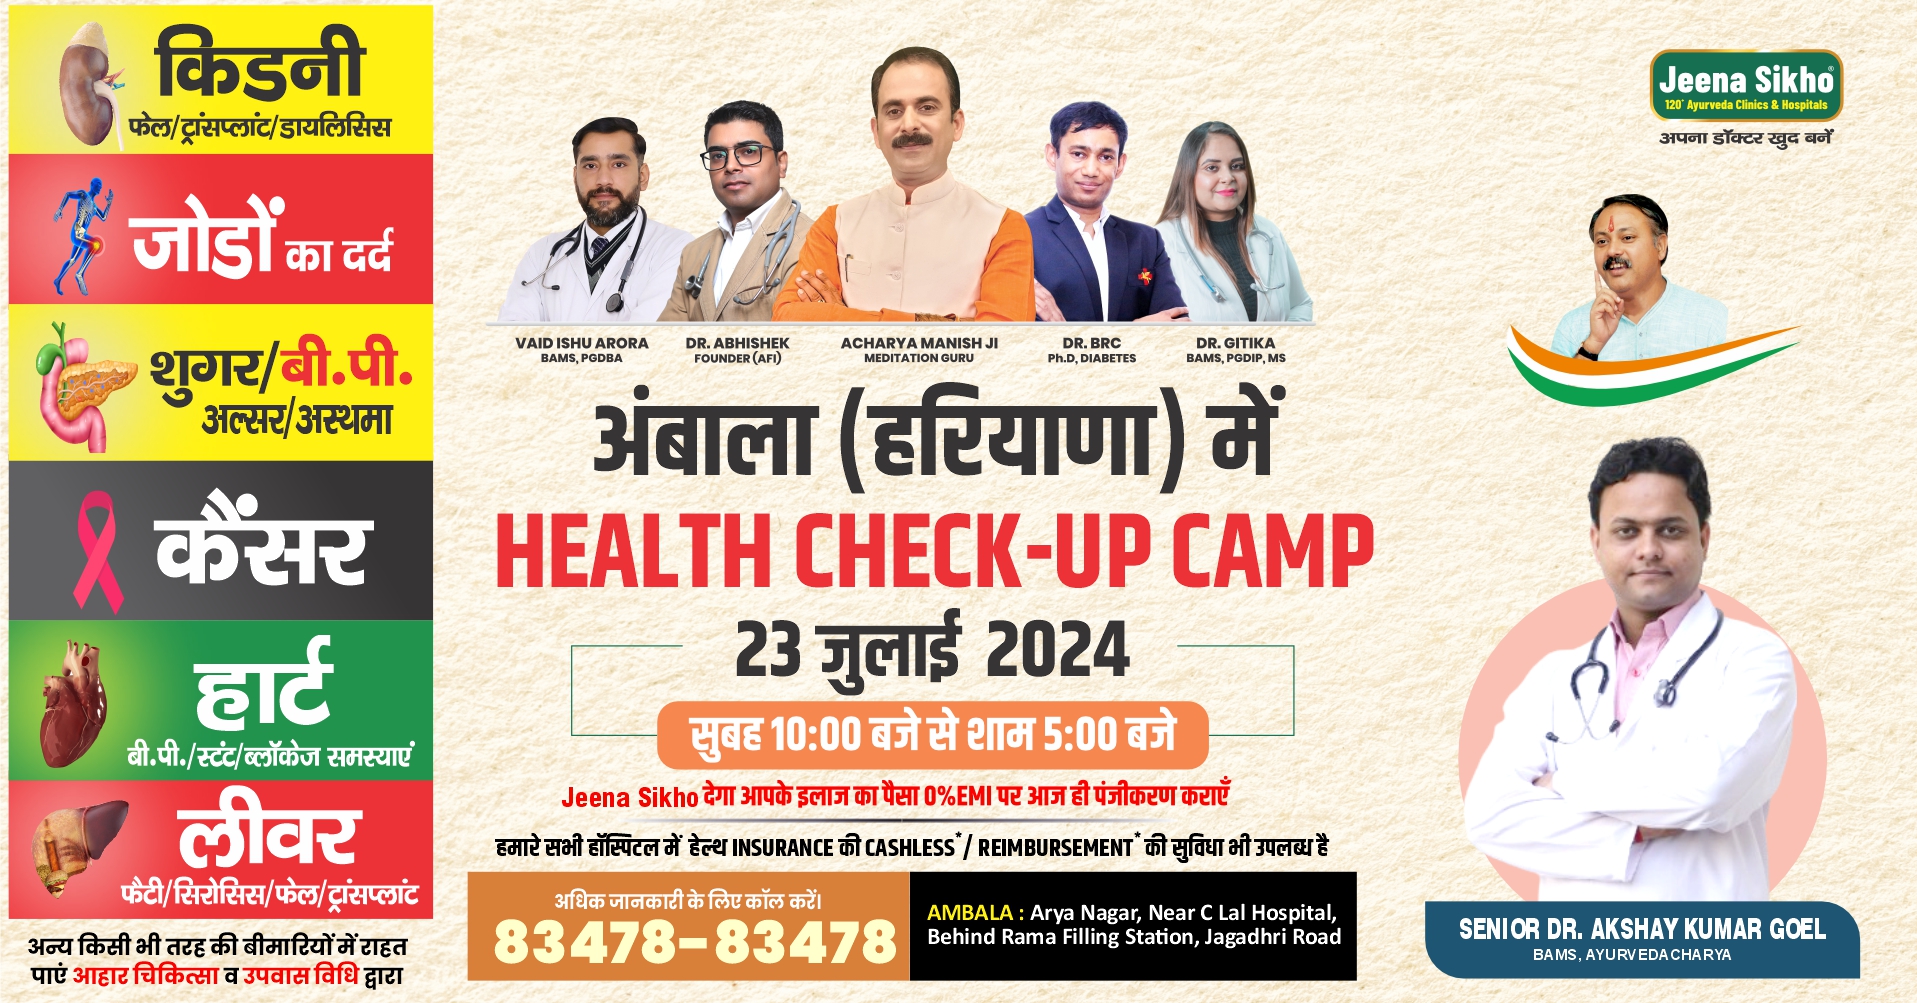 किडनी
फेल/ट्रांसप्लांट/डायलिसिस
जोडों का दर्द
शुगर/बी.पी.
अल्सर/अस्थमा
कैंसर
हार्ट
बी.पी./स्टंट/ब्लॉकेज समस्याएं
लीवर
फैटी/सिरोसिस/फेल/ट्रांसप्लांट
अन्य किसी भी तरह की बीमारियों में राहत
पाएं आहार चिकित्सा व उपवास विधि द्वारा
VAID ISHU ARORA
BAMS, PGDBA
DR. ABHISHEK
FOUNDER (AFI)
ACHARYA MANISH JI
MEDITATION GURU
DR. BRC
Ph.D, DIABETES
DR. GITIKA
BAMS, PGDIP, MS
अंबाला (हरियाणा) में
HEALTH CHECK-UP CAMP
23 जुलाई 2024
सुबह 10:00 बजे से शाम 5:00 बजे
Jeena Sikho देगा आपके इलाज का पैसा 0%EMI पर आज ही पंजीकरण कराएँ
हमारे सभी हॉस्पिटल में हेल्थ INSURANCE की CASHLESS*/ REIMBURSEMENT* की सुविधा भी उपलब्ध है
अधिक जानकारी के लिए कॉल करें।
83478-83478
AMBALA : Arya Nagar, Near C Lal Hospital,
Behind Rama Filling Station, Jagadhri Road
Jeena Sikho®
120+ Ayurveda Clinics & Hospitals
अपना डॉक्टर खुद बनें
SENIOR DR. AKSHAY KUMAR GOEL
BAMS, AYURVEDACHARYA